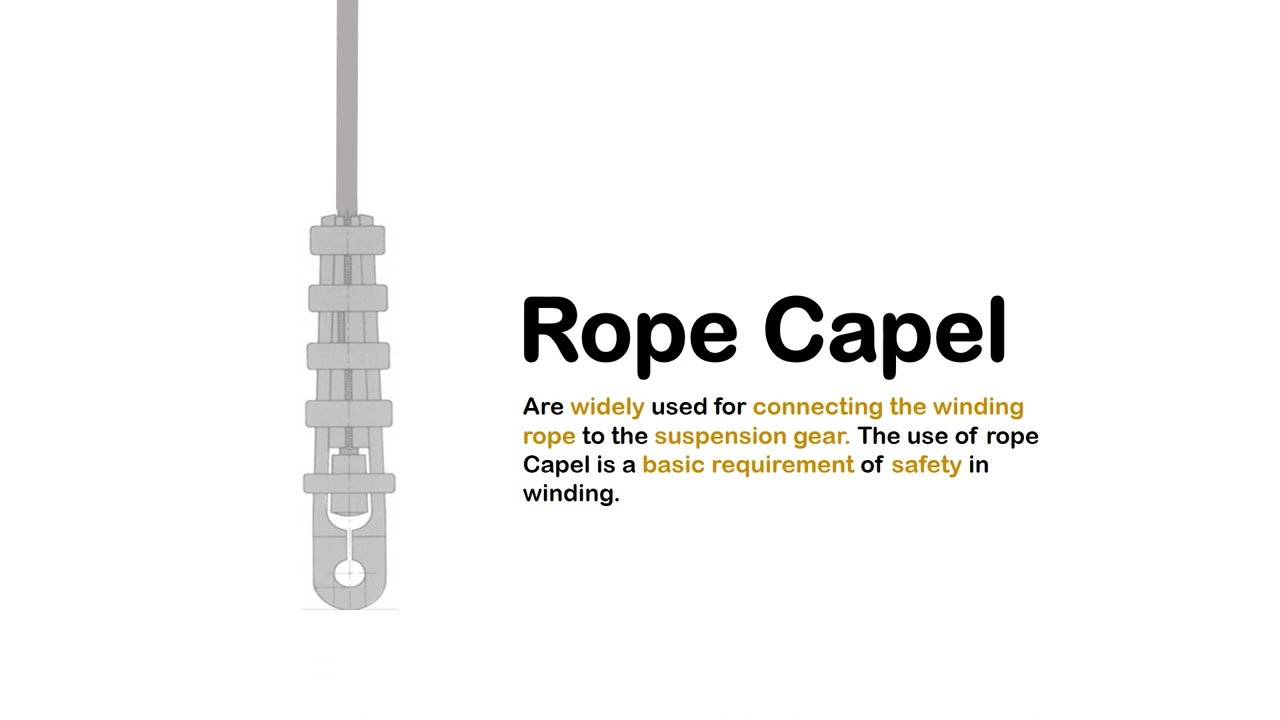 Rope Capel
Are widely used for connecting the winding
rope to the suspension gear. The use of rope
Capel is a basic requirement of safety in
winding.